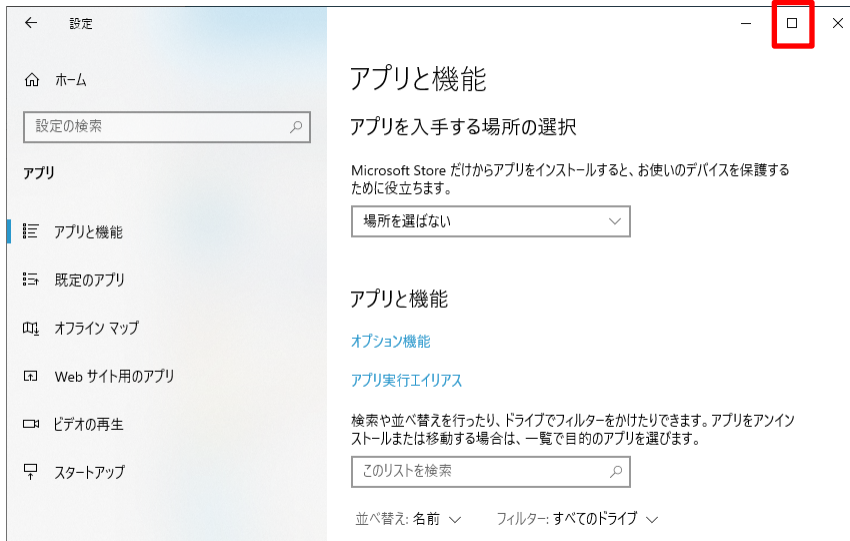 設定
ホーム
設定の検索
アプリ
アプリと機能
既定のアプリ
オフライン マップ
Web サイト用のアプリ
ビデオの再生
スタートアップ
アプリと機能
アプリを入手する場所の選択
Microsoft Store だけからアプリをインストールすると、お使いのデバイスを保護する
ために役立ちます。
場所を選ばない
アプリと機能
オプション機能
アプリ実行エイリアス
検索や並べ替えを行ったり、ドライブでフィルターをかけたりできます。アプリをアンイン
ストールまたは移動する場合は、一覧で目的のアプリを選びます。
このリストを検索
並べ替え: 名前 フィルター: すべてのドライブ